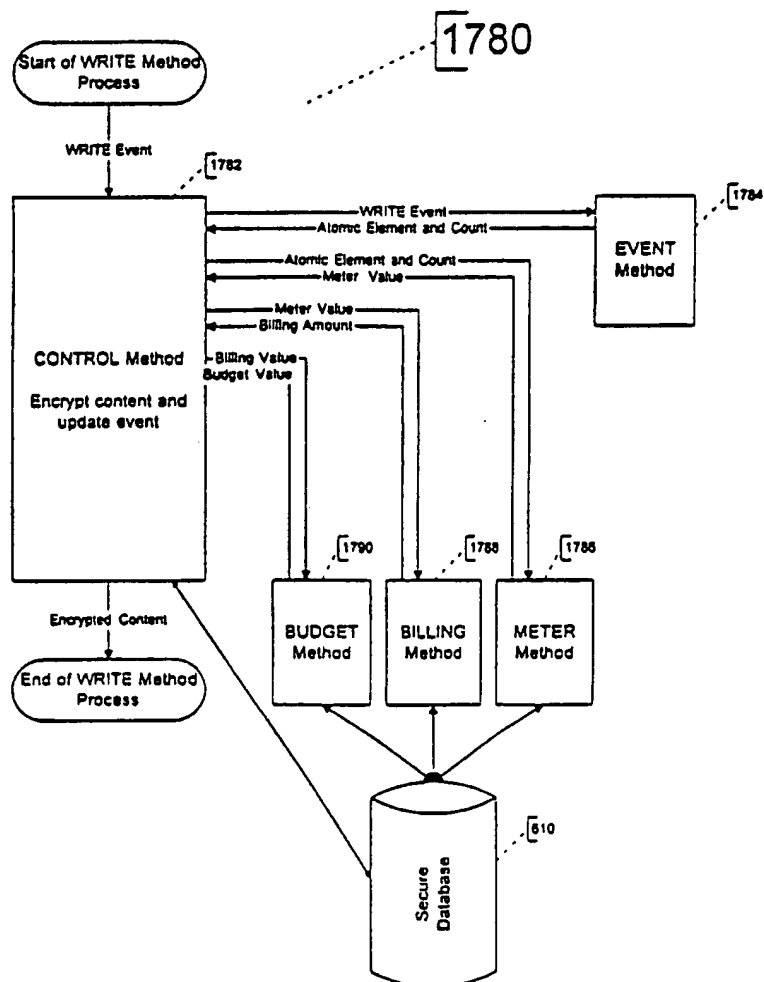 1780
Start of WRITE Method
Process
WRITE Event
1782
WRITE Event
Atomic Element and Count
1784
EVENT
Method
Atomic Element and Count
Meter Value
Meter Value
Billing Amount
CONTROL Method
Encrypt content and
update event
Billing Value
Budget Value
1790
1788
1786
BUDGET
Method
BILLING
Method
METER
Method
Encrypted Content
End of WRITE Method
Process
610
Secure
Database